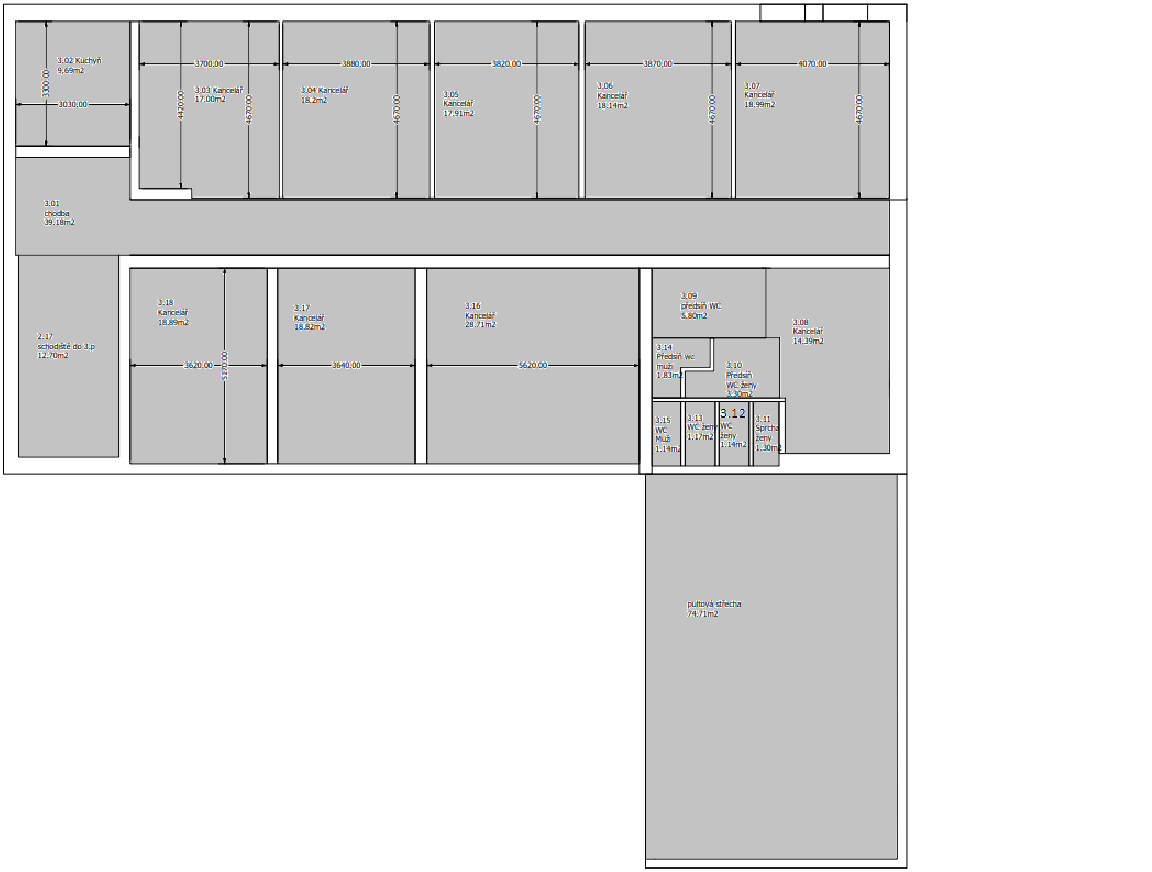 3.02 Kuchyň
9.69m2
3300.00
3030.00
3700.00
3.03 Kancelář
17.00m2
4420.00
4670.00
3880.00
3.04 Kancelář
18.2m2
4670.00
3820.00
3.05
Kancelář
17.91m2
4670.00
3870.00
3.06
Kancelář
18.14m2
4670.00
4070.00
3.07
Kancelář
18.99m2
4670.00
3.01
chodba
39.18m2
2.17
schodiště do 3.p
12.70m2
3.18
Kancelář
18.89m2
3620.00
5170.00
3.17
Kancelář
18.82m2
3640.00
3.16
Kancelář
28.71m2
5620.00
3.09
předsíň WC
5.80m2
3.08
Kancelář
14.39m2
3.14
Předsíň wc
muži
1.83m2
3.10
Předsíň
WC ženy
3.30m2
3.15
WC
Muži
1.14m2
3.13
WC ženy
1.17m2
3.12
WC
ženy
1.14m2
3.11
Sprcha
ženy
1.30m2
pultová střecha
74.71m2